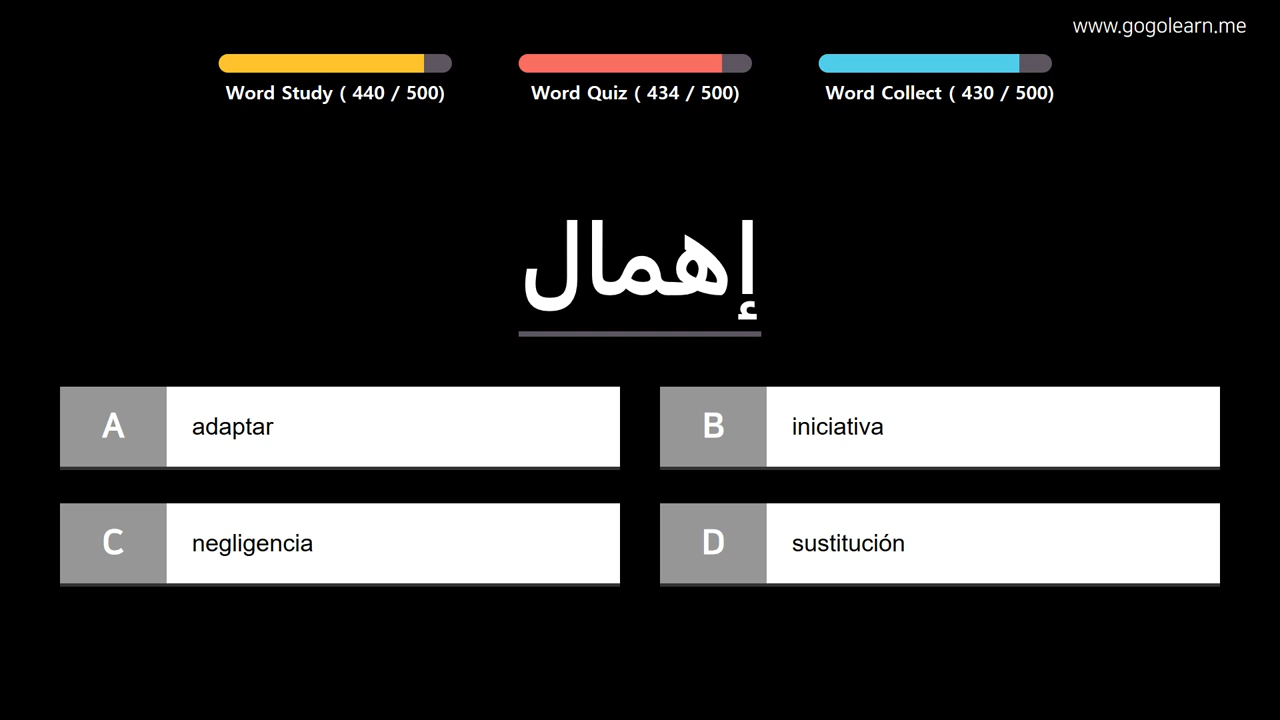 www.gogolearn.me
Word Study ( 440 / 500)
Word Quiz ( 434 / 500)
Word Collect ( 430 / 500)
إهمال
A
adaptar
B
iniciativa
C
negligencia
D
sustitución